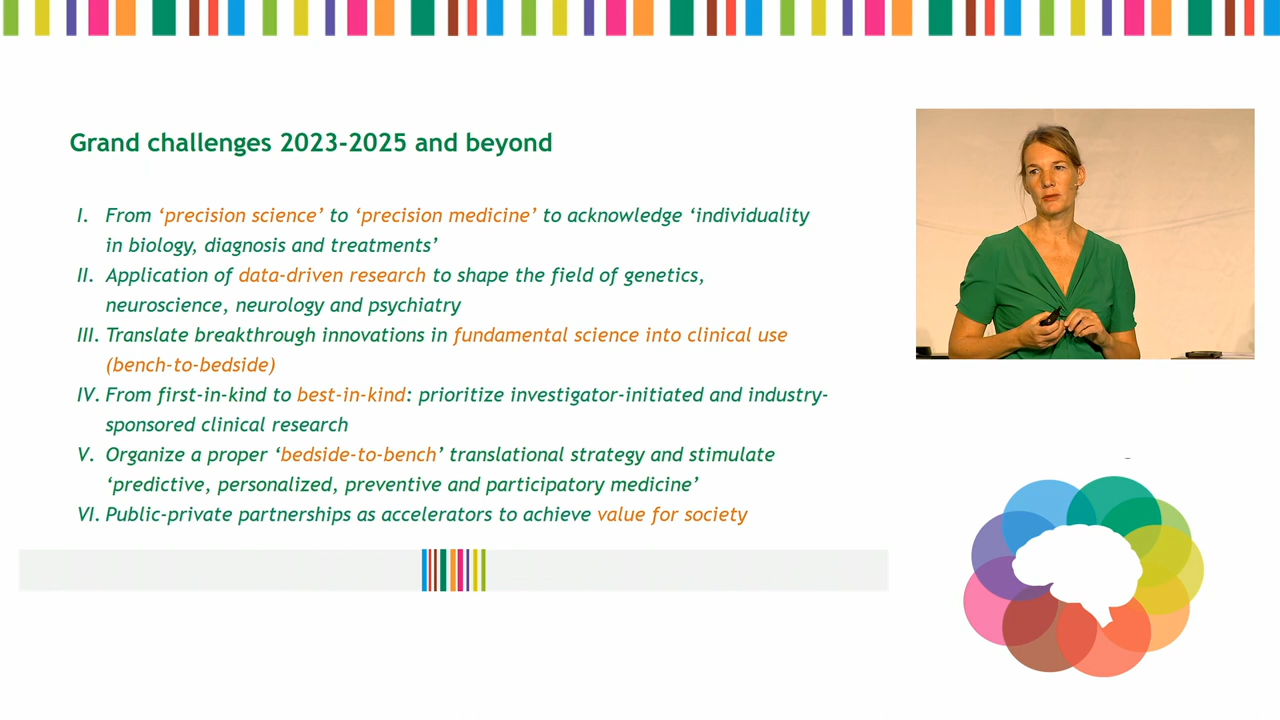 Grand challenges 2023-2025 and beyond
I. From ‘precision science’ to ‘precision medicine’ to acknowledge ‘individuality
in biology, diagnosis and treatments’
II. Application of data-driven research to shape the field of genetics,
neuroscience, neurology and psychiatry
III. Translate breakthrough innovations in fundamental science into clinical use
(bench-to-bedside)
IV. From first-in-kind to best-in-kind: prioritize investigator-initiated and industry-
sponsored clinical research
V. Organize a proper ‘bedside-to-bench’ translational strategy and stimulate
‘predictive, personalized, preventive and participatory medicine’
VI. Public-private partnerships as accelerators to achieve value for society